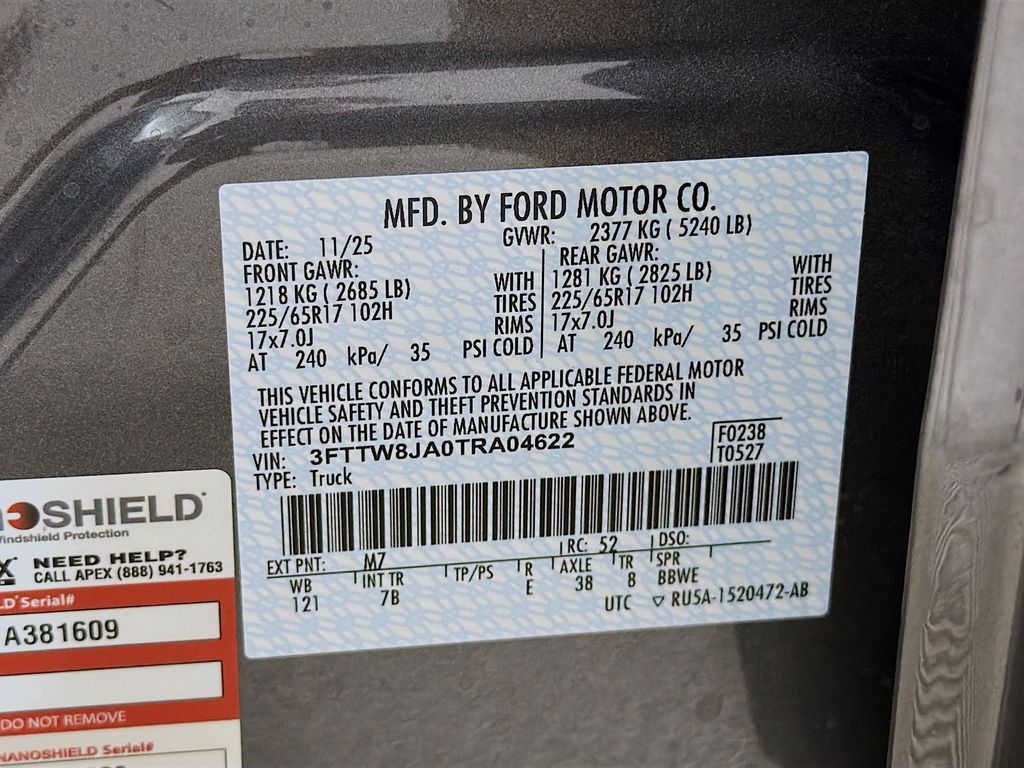 MFD. BY FORD MOTOR CO.
DATE: 11/25
GVWR: 2377 KG ( 5240 LB)
FRONT GAWR:
1218 KG ( 2685 LB) WITH
225/65R17 102H TIRES
17x7.0J RIMS
AT 240 kPa/ 35 PSI COLD
REAR GAWR:
1281 KG ( 2825 LB) WITH
225/65R17 102H TIRES
17x7.0J RIMS
AT 240 kPa/ 35 PSI COLD
THIS VEHICLE CONFORMS TO ALL APPLICABLE FEDERAL MOTOR
VEHICLE SAFETY AND THEFT PREVENTION STANDARDS IN
EFFECT ON THE DATE OF MANUFACTURE SHOWN ABOVE.
VIN: 3FTTW8JA0TRA04622
TYPE: Truck
F0238
T0527
EXT PNT: M7 RC: 52 DSO:
WB INT TR TP/PS R AXLE TR SPR
121 7B E 38 8 BBWE
UTC ▽ RU5A-1520472-AB
OSHIELD
Windshield Protection
X NEED HELP?
CALL APEX (888) 941-1763
LD Serial#
A381609
DO NOT REMOVE
NANOSHIELD Serial#